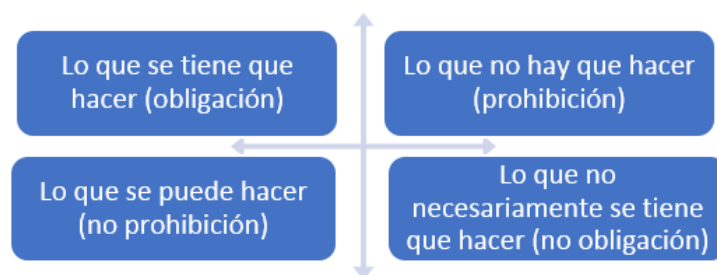 Lo que se tiene que
hacer (obligación)
Lo que no hay que hacer
(prohibición)
Lo que se puede hacer
(no prohibición)
Lo que no
necesariamente se tiene
que hacer (no obligación)